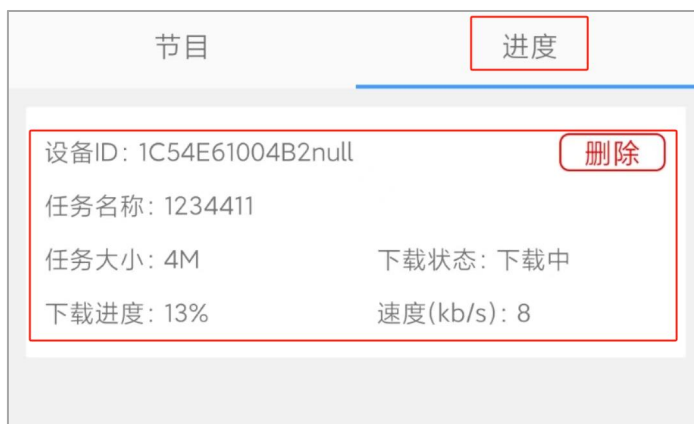 节目 进度
设备ID: 1C54E61004B2null 删除
任务名称: 1234411
任务大小: 4M 下载状态: 下载中
下载进度: 13% 速度(kb/s): 8